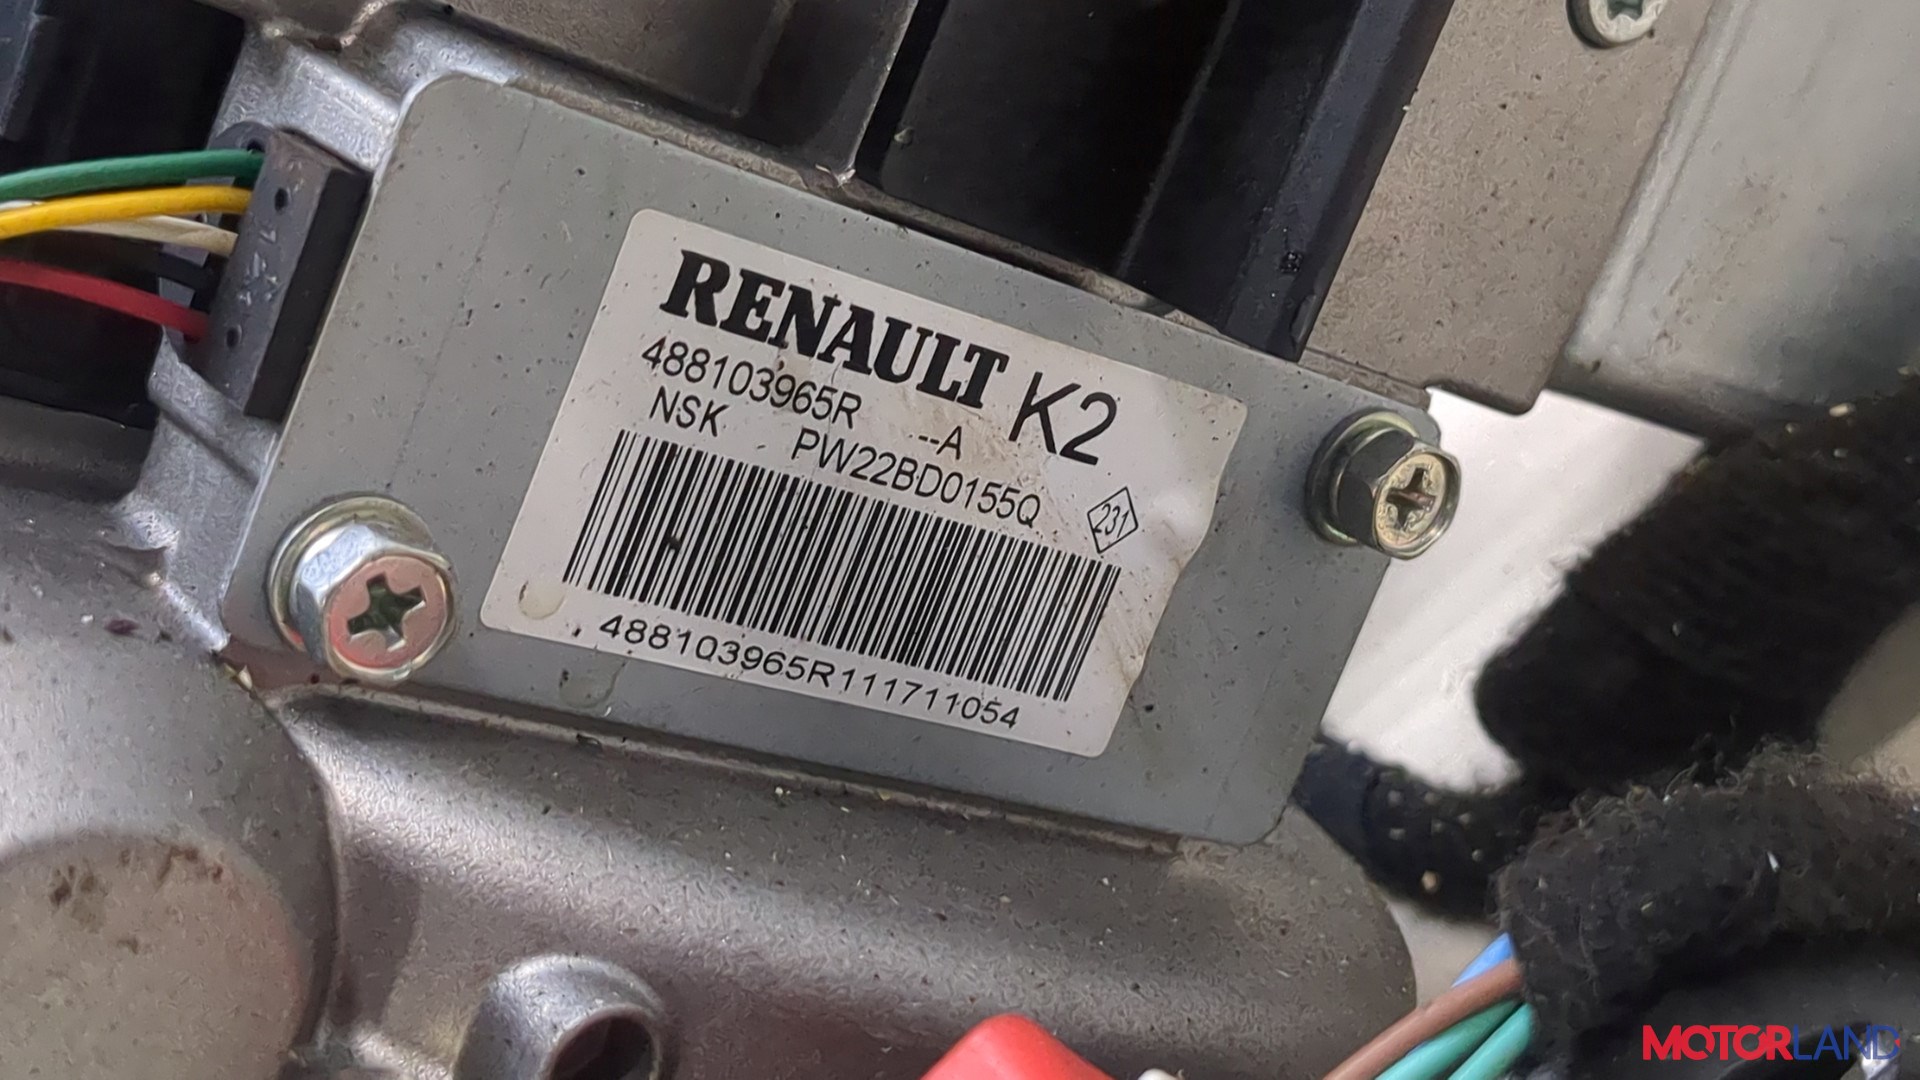 RENAULT K2
488103965R --A
NSK PW22BD0155Q
231
488103965R111711054
MOTORLAND